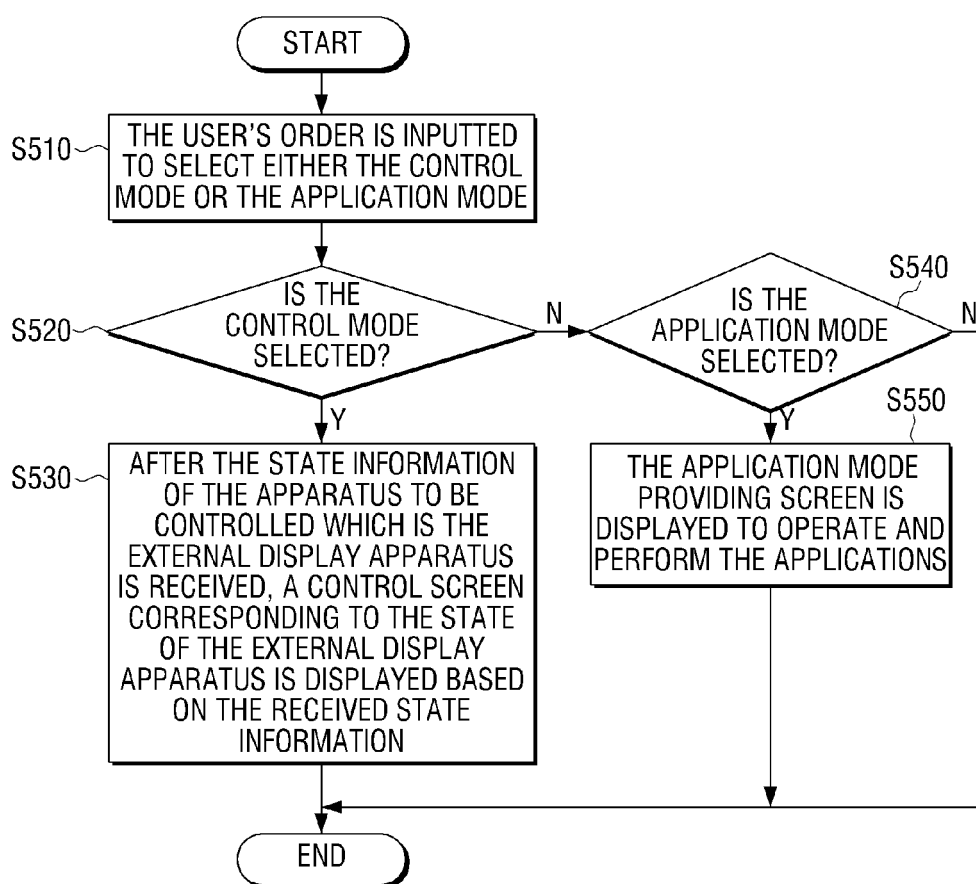 START
S510
THE USER'S ORDER IS INPUTTED
TO SELECT EITHER THE CONTROL
MODE OR THE APPLICATION MODE
S520
IS THE
CONTROL MODE
SELECTED?
N
Y
S540
IS THE
APPLICATION MODE
SELECTED?
N
Y
S530
AFTER THE STATE INFORMATION
OF THE APPARATUS TO BE
CONTROLLED WHICH IS THE
EXTERNAL DISPLAY APPARATUS
IS RECEIVED, A CONTROL SCREEN
CORRESPONDING TO THE STATE
OF THE EXTERNAL DISPLAY
APPARATUS IS DISPLAYED BASED
ON THE RECEIVED STATE
INFORMATION
S550
THE APPLICATION MODE
PROVIDING SCREEN IS
DISPLAYED TO OPERATE AND
PERFORM THE APPLICATIONS
END